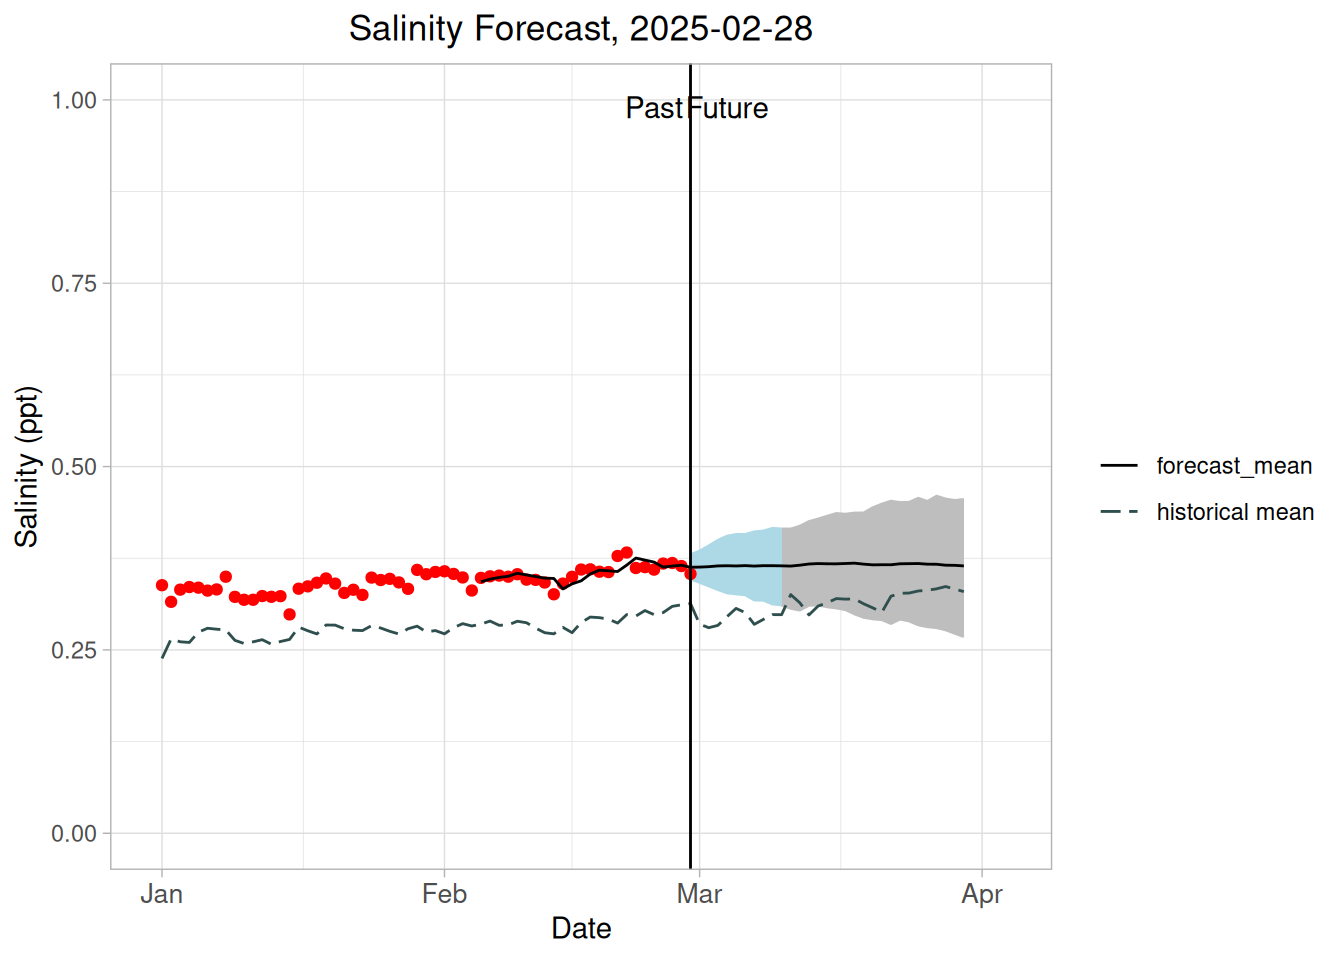 Salinity Forecast, 2025-02-28
Past Future
1.00
0.75
0.50
0.25
0.00
Salinity (ppt)
Jan Feb Mar Apr
Date
forecast_mean
historical mean